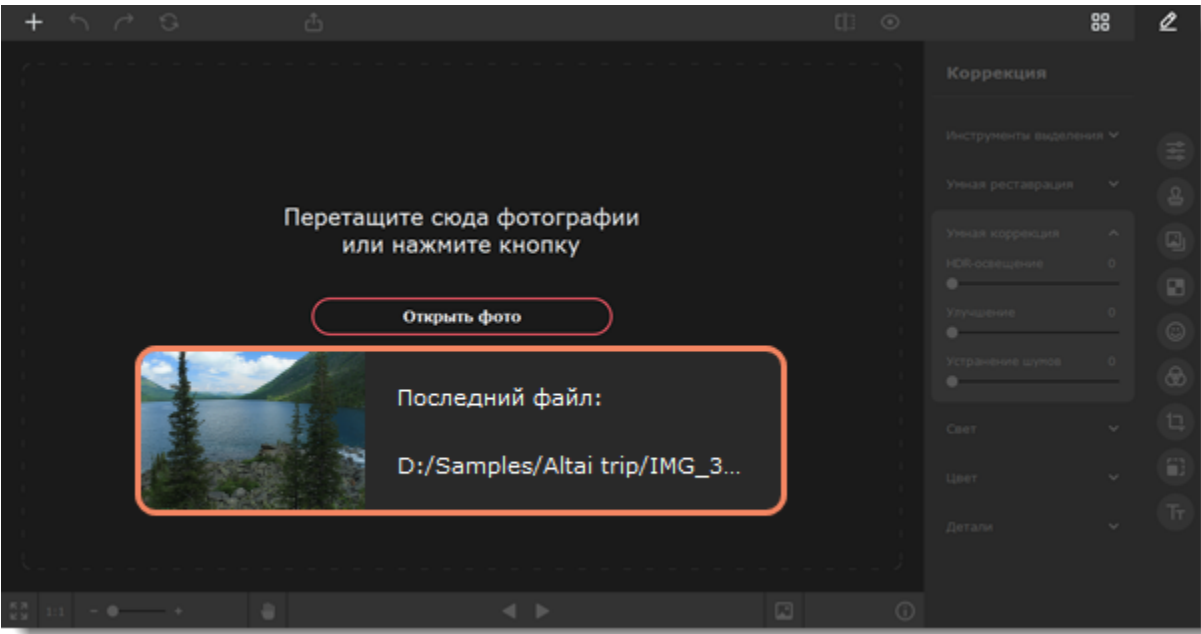 Коррекция
Инструменты выделения
Умная реставрация
Перетащите сюда фотографии
или нажмите кнопку
Умная коррекция
HDR-освещение 0
Открыть фото
Улучшение 0
Устранение шумов 0
Последний файл:
D:/Samples/Altai trip/IMG_3...
Свет
Цвет
Детали
Тт
1:1